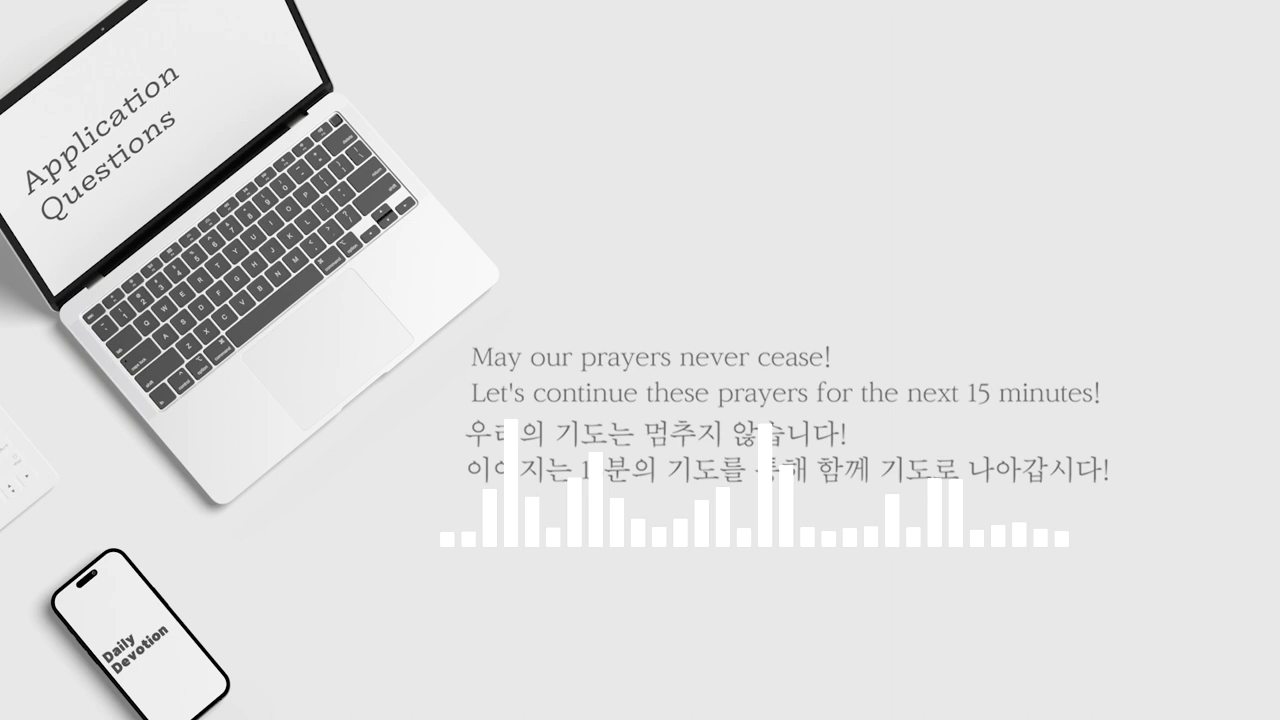 Application
Questions
May our prayers never cease!
Let's continue these prayers for the next 15 minutes!
우리의 기도는 멈추지 않습니다!
이어지는 15분의 기도를 통해 함께 기도로 나아갑시다!
Daily
Devotion